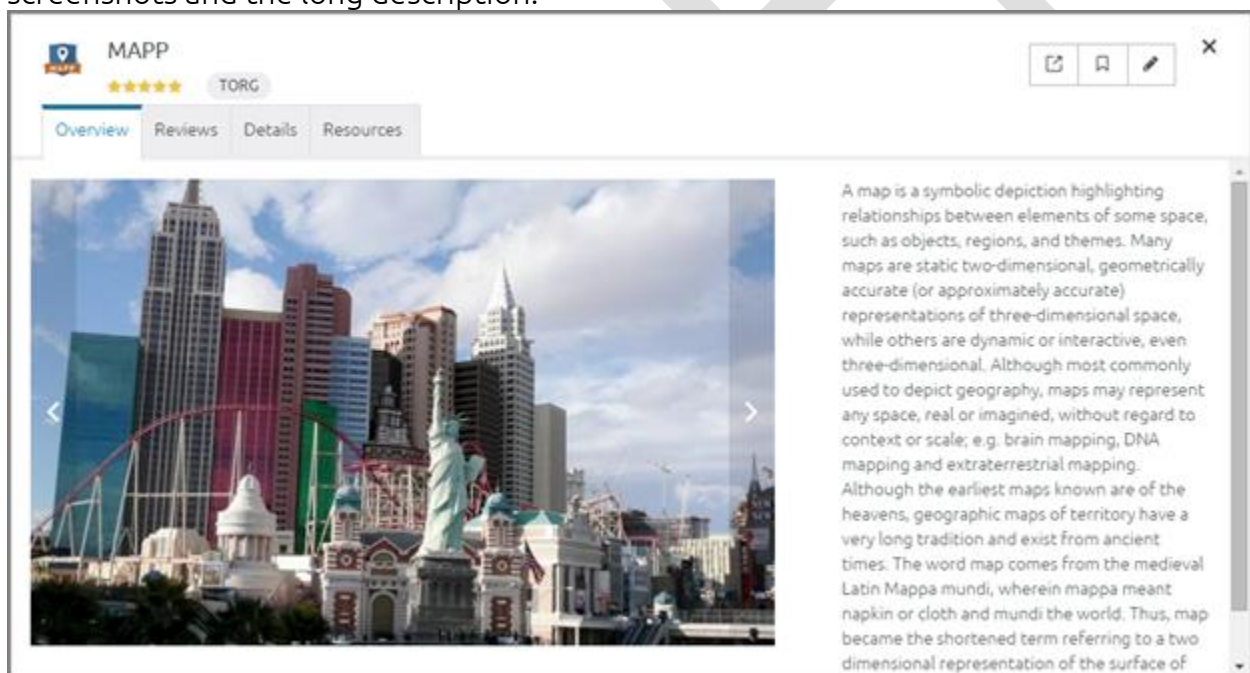 screenshots and the long description.
MAPP
MAPP
TORG
Overview Reviews Details Resources
A map is a symbolic depiction highlighting
relationships between elements of some space,
such as objects, regions, and themes. Many
maps are static two-dimensional, geometrically
accurate (or approximately accurate)
representations of three-dimensional space,
while others are dynamic or interactive, even
three-dimensional. Although most commonly
used to depict geography, maps may represent
any space, real or imagined, without regard to
context or scale; e.g. brain mapping, DNA
mapping and extraterrestrial mapping.
Although the earliest maps known are of the
heavens, geographic maps of territory have a
very long tradition and exist from ancient
times. The word map comes from the medieval
Latin Mappa mundi, wherein mappa meant
napkin or cloth and mundi the world. Thus, map
became the shortened term referring to a two
dimensional representation of the surface of